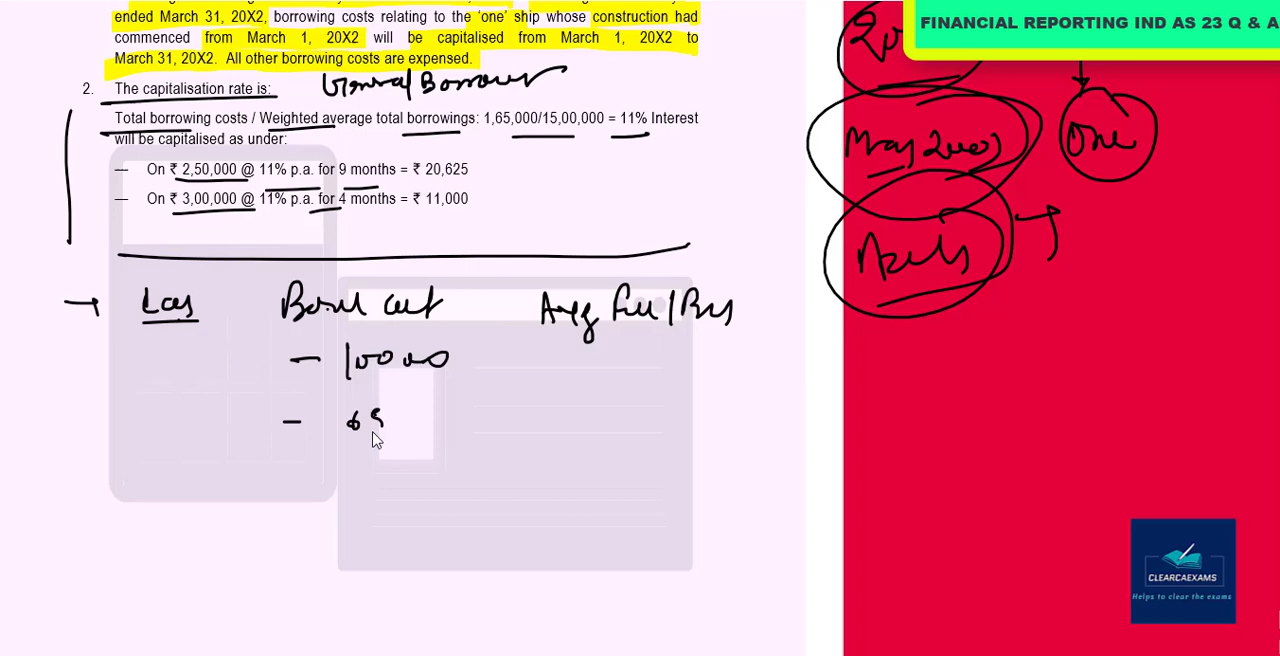 ended March 31, 20X2, borrowing costs relating to the 'one' ship whose construction had
commenced from March 1, 20X2 will be capitalised from March 1, 20X2 to
March 31, 20X2. All other borrowing costs are expensed.
General Borrowing
2. The capitalisation rate is:
Total borrowing costs / Weighted average total borrowings: 1,65,000/15,00,000 = 11% Interest
will be capitalised as under:
— On ₹ 2,50,000 @ 11% p.a. for 9 months = ₹ 20,625
— On ₹ 3,00,000 @ 11% p.a. for 4 months = ₹ 11,000
— 100000
— 65
FINANCIAL REPORTING IND AS 23 Q & A
One
CLEARCAEXAMS
Helps to clear the exams